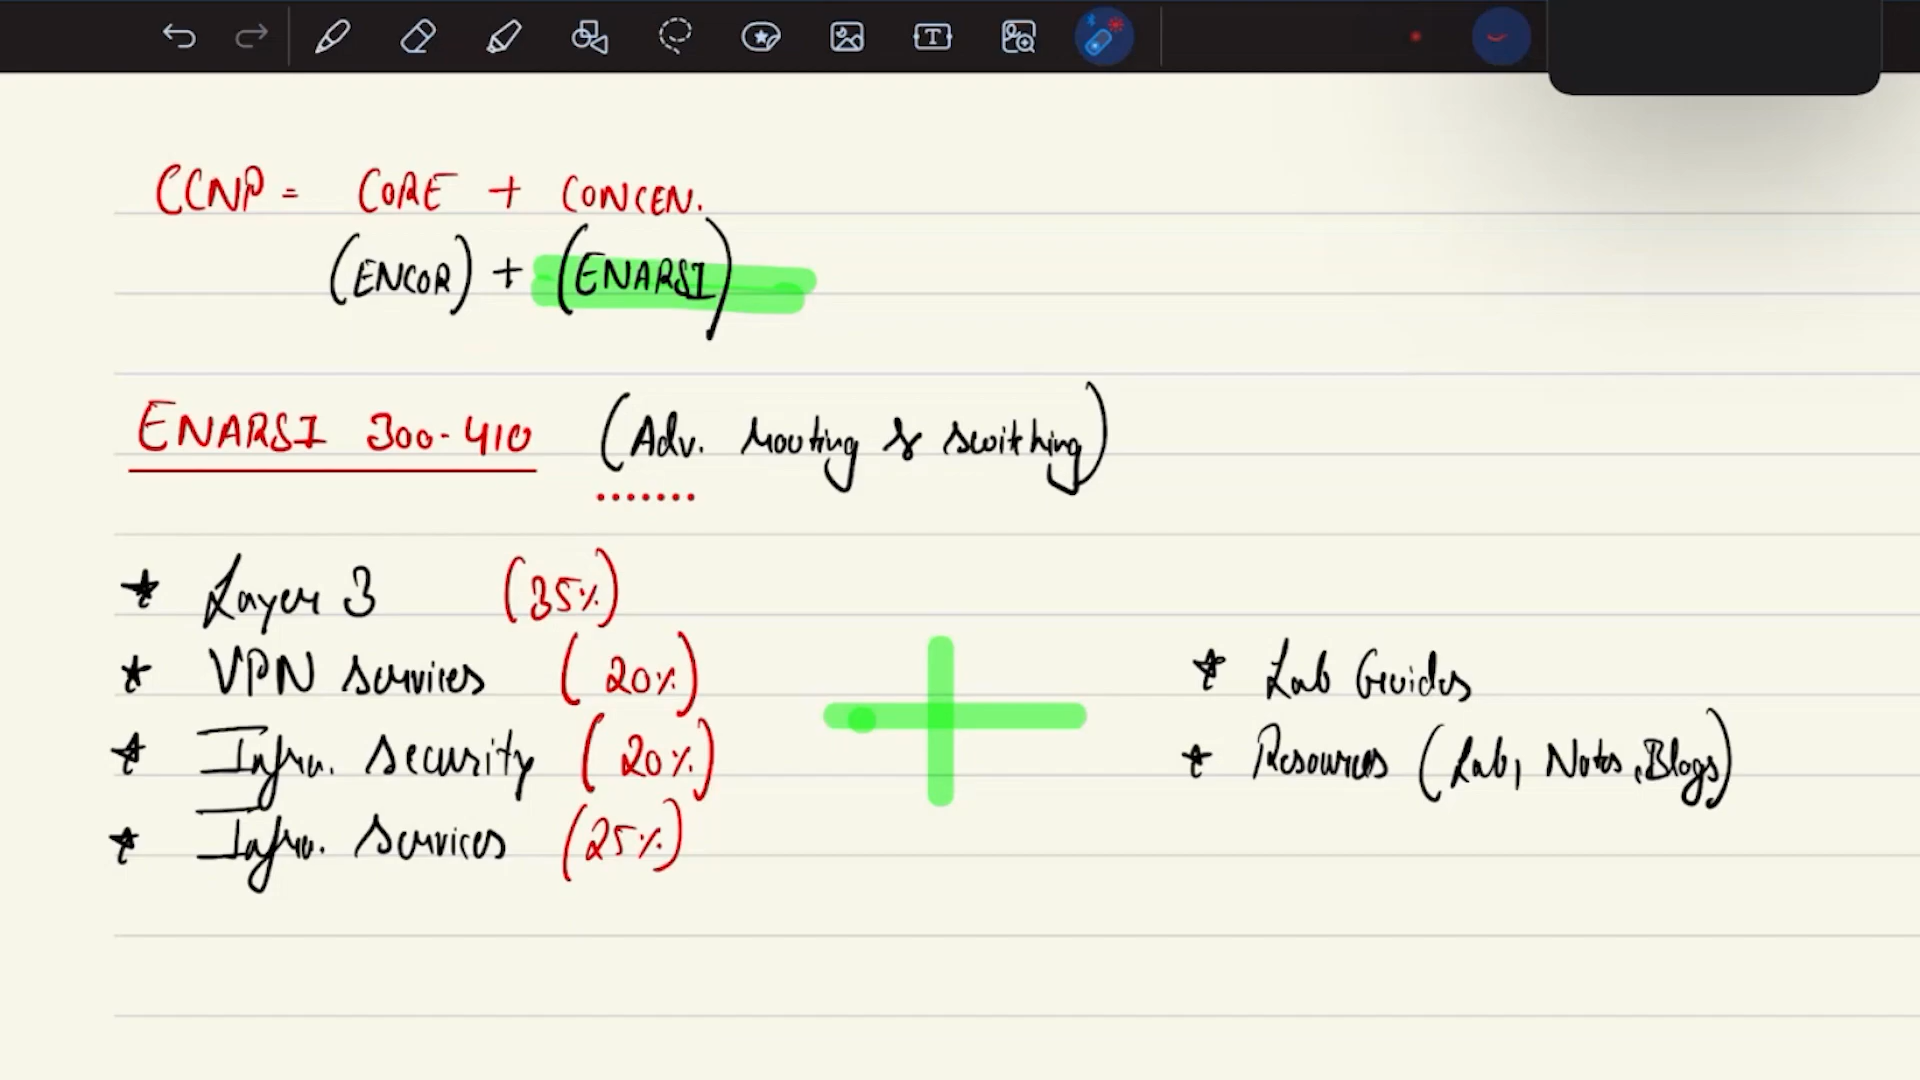 CCNP = CORE + CONCEN.
(ENCOR) + (ENARSI)
ENARSI 300-410 (Adv. routing & switching)
★ Layer 3 (35%)
★ VPN services (20%)
★ Infra. security (20%)
★ Infra. services (25%)
★ Lab Guides
★ Resources (Lab, Notes, Blogs)